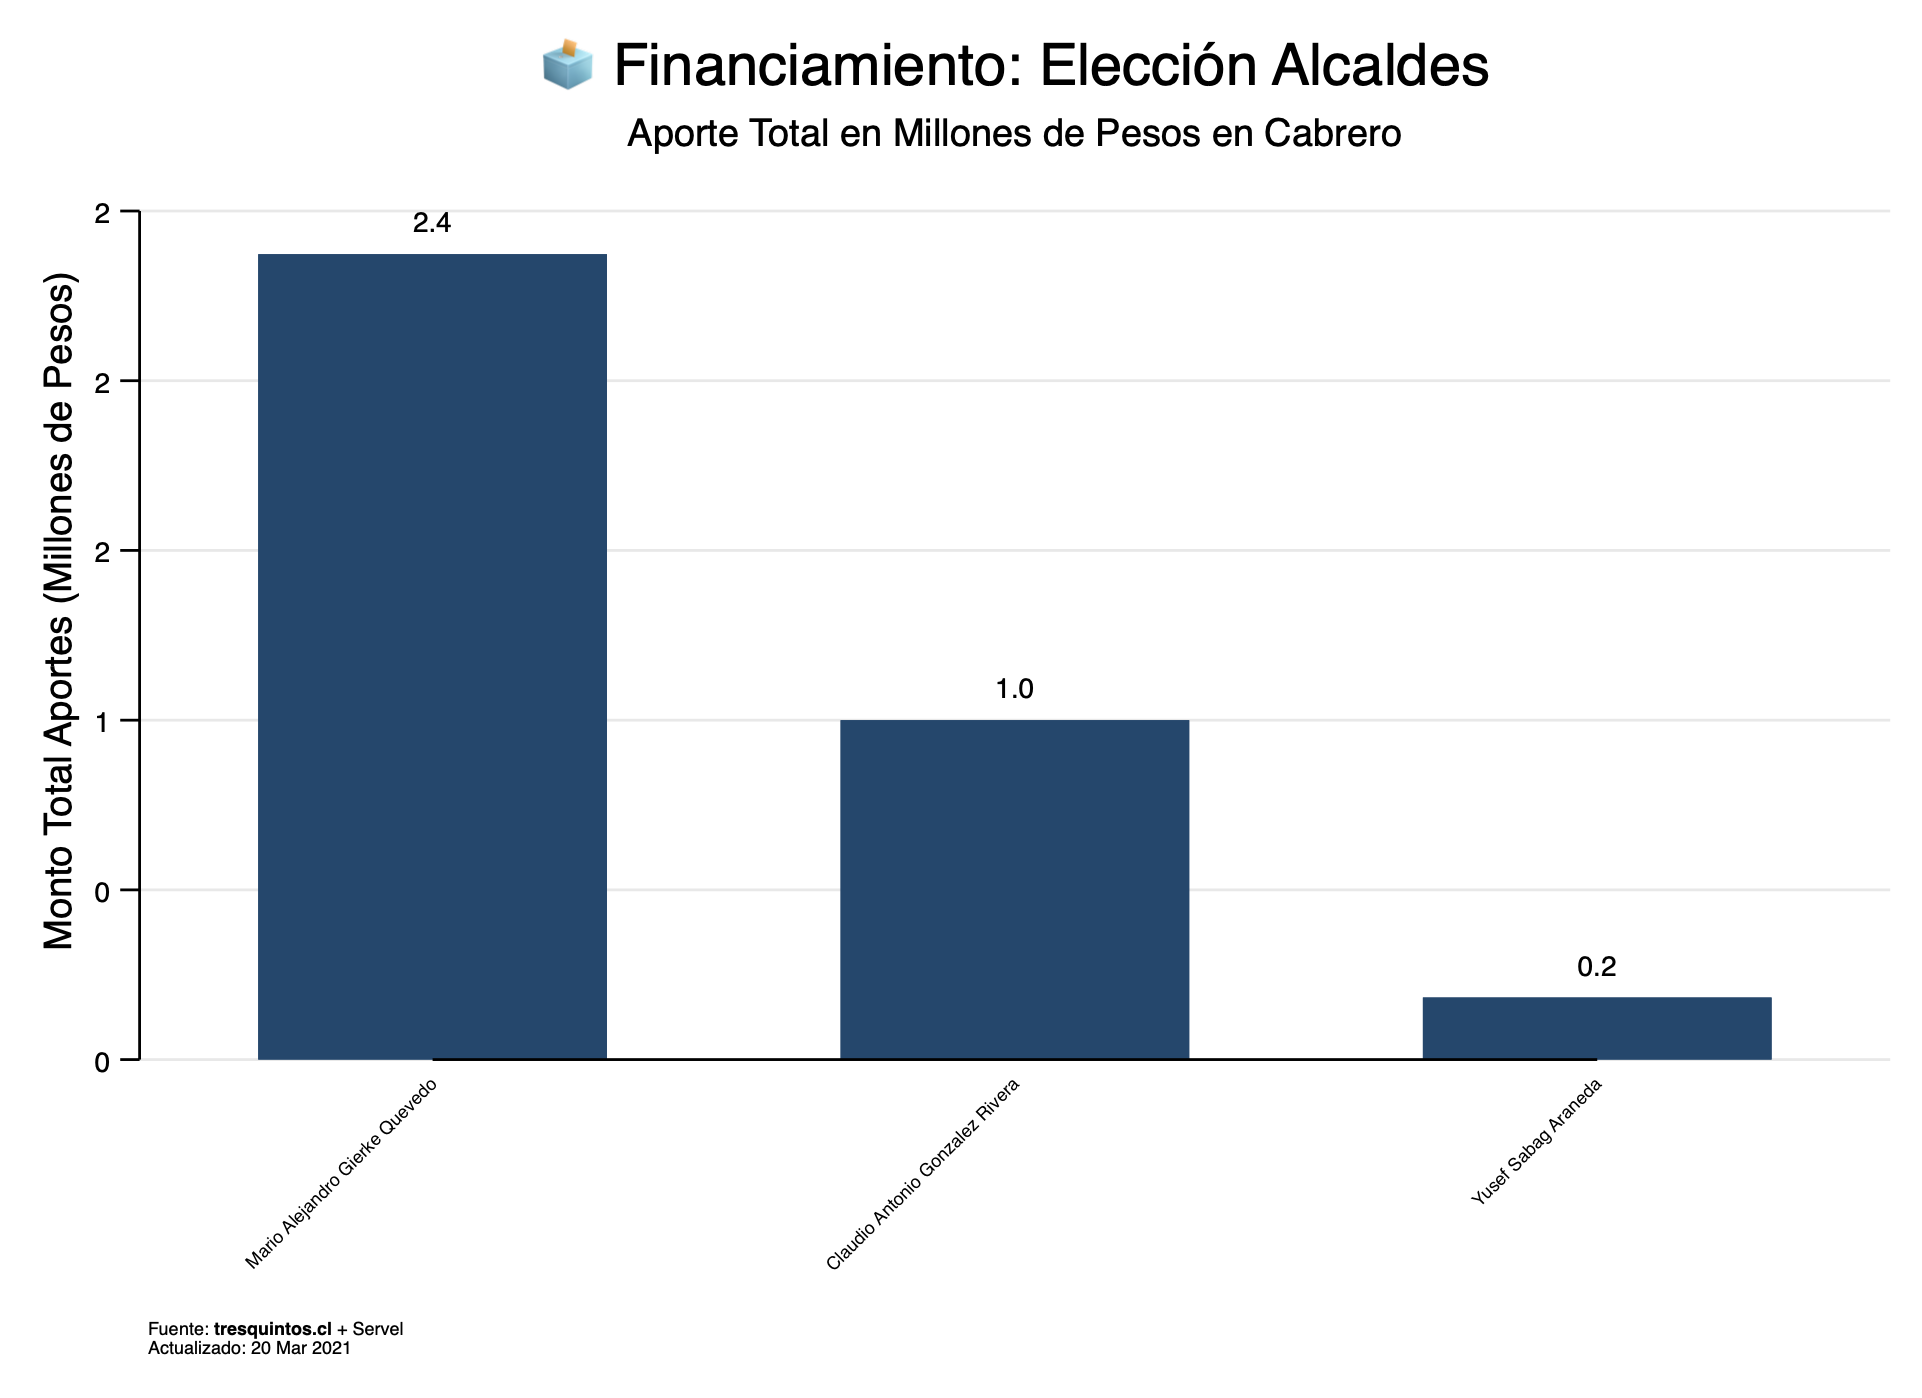 Financiamiento: Elección Alcaldes
Aporte Total en Millones de Pesos en Cabrero
Monto Total Aportes (Millones de Pesos)
2
2
2
1
0
0
2.4
1.0
0.2
Mario Alejandro Gierke Quevedo
Claudio Antonio Gonzalez Rivera
Yusef Sabag Araneda
Fuente: tresquintos.cl + Servel
Actualizado: 20 Mar 2021